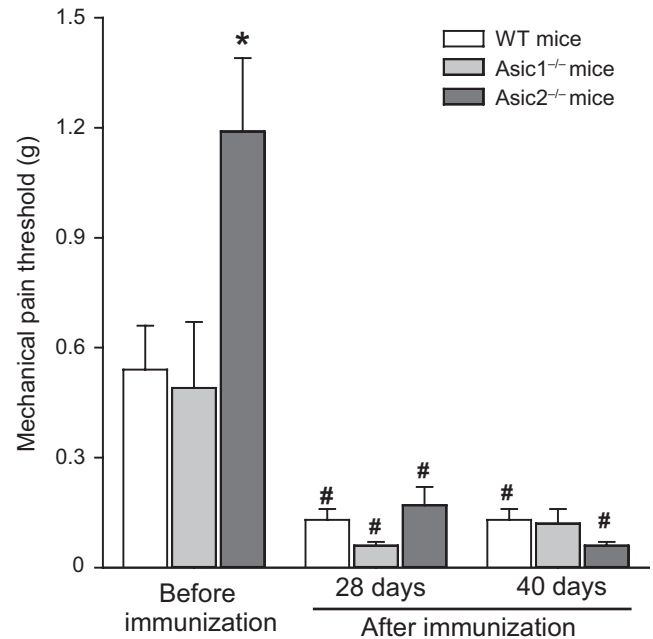 1.5
1.2
0.9
0.6
0.3
0
Mechanical pain threshold (g)
WT mice
Asic1–/– mice
Asic2–/– mice
*
#
#
#
#
#
Before
immunization
28 days
40 days
After immunization